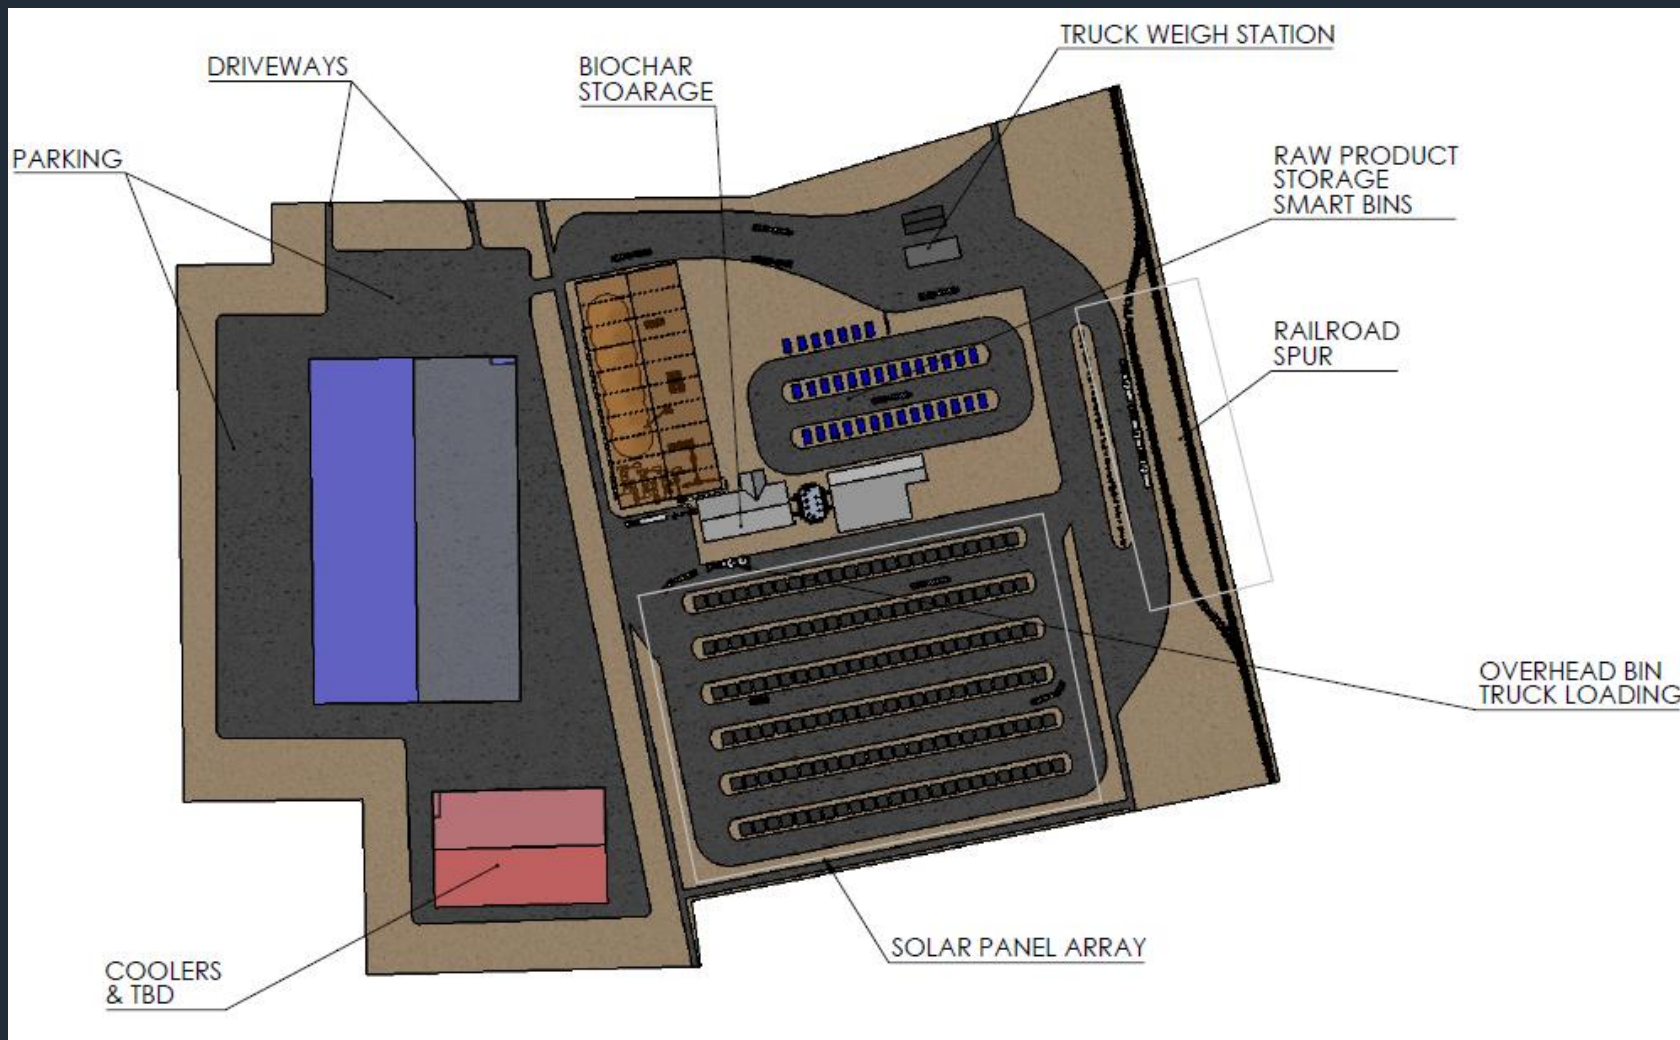 TRUCK WEIGH STATION
DRIVEWAYS
BIOCHAR
STOARAGE
PARKING
RAW PRODUCT
STORAGE
SMART BINS
RAILROAD
SPUR
OVERHEAD BIN
TRUCK LOADING
SOLAR PANEL ARRAY
COOLERS
& TBD